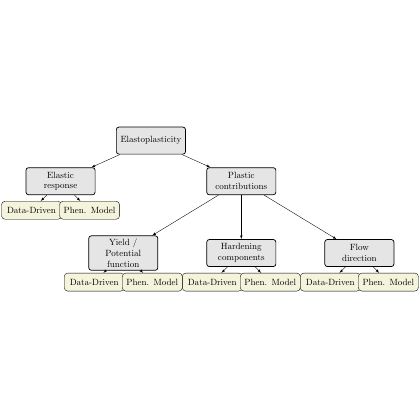 Elastoplasticity
Elastic
response
Plastic
contributions
Data-Driven
Phen. Model
Yield /
Potential
function
Hardening
components
Flow
direction
Data-Driven
Phen. Model
Data-Driven
Phen. Model
Data-Driven
Phen. Model